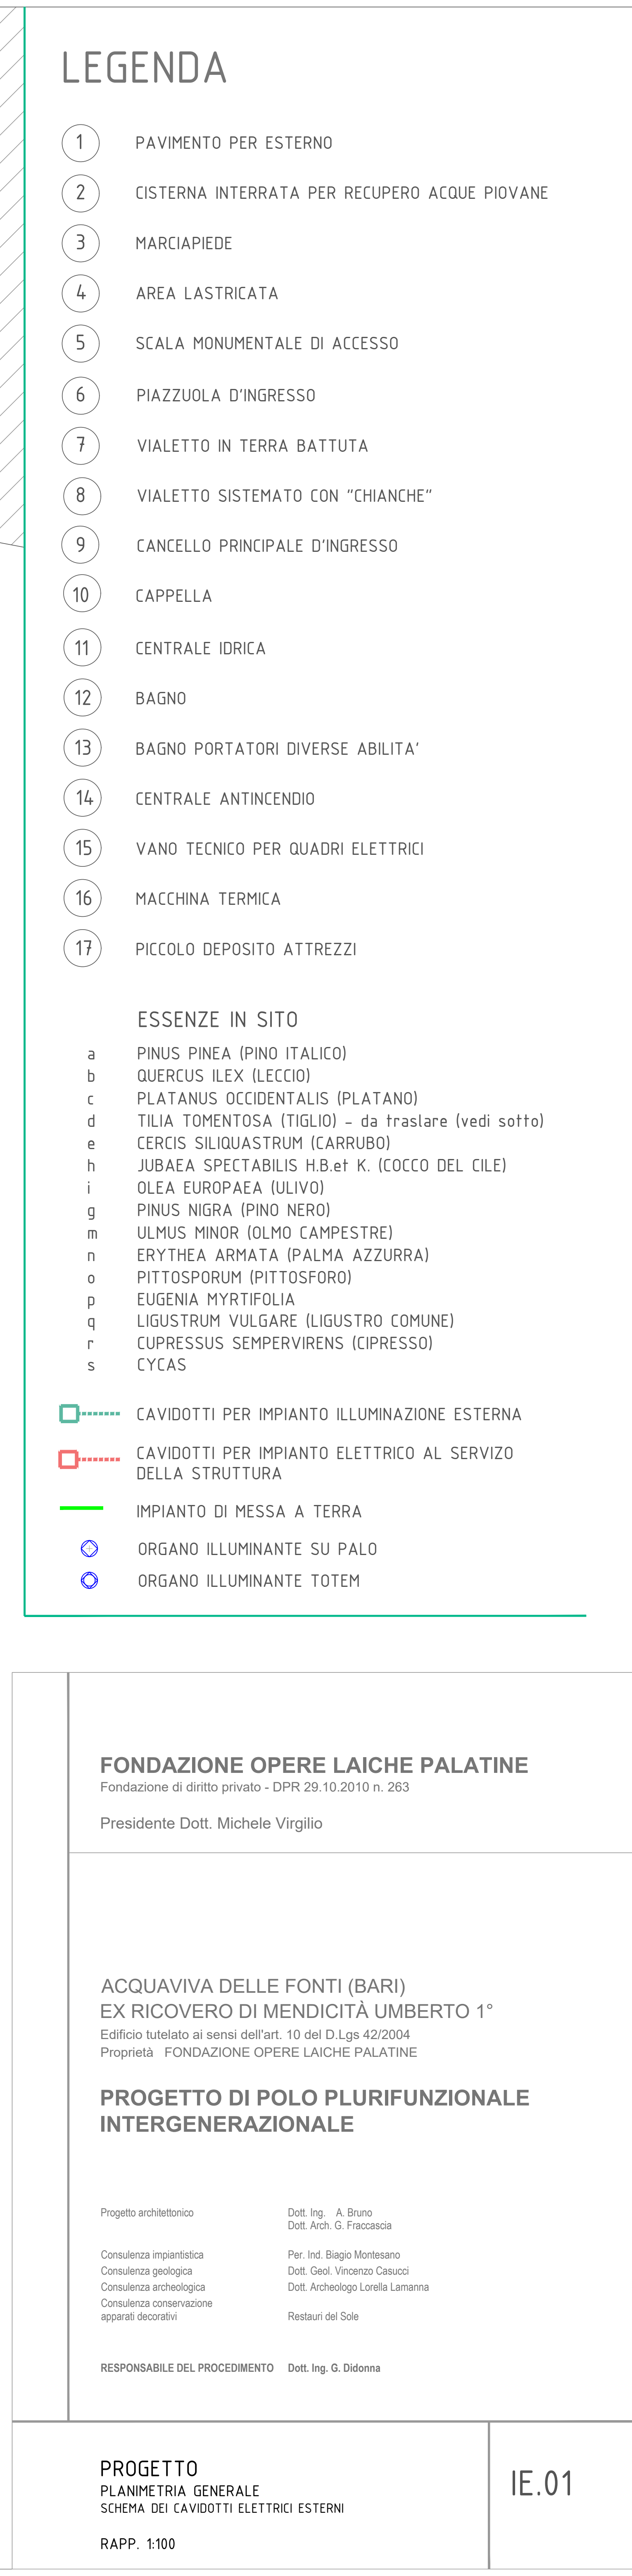 LEGENDA
1 PAVIMENTO PER ESTERNO
2 CISTERNA INTERRATA PER RECUPERO ACQUE PIOVANE
3 MARCIAPIEDE
4 AREA LASTRICATA
5 SCALA MONUMENTALE DI ACCESSO
6 PIAZZUOLA D'INGRESSO
7 VIALETTO IN TERRA BATTUTA
8 VIALETTO SISTEMATO CON "CHIANCHE"
9 CANCELLO PRINCIPALE D'INGRESSO
10 CAPPELLA
11 CENTRALE IDRICA
12 BAGNO
13 BAGNO PORTATORI DIVERSE ABILITA'
14 CENTRALE ANTINCENDIO
15 VANO TECNICO PER QUADRI ELETTRICI
16 MACCHINA TERMICA
17 PICCOLO DEPOSITO ATTREZZI
ESSENZE IN SITO
a PINUS PINEA (PINO ITALICO)
b QUERCUS ILEX (LECCIO)
c PLATANUS OCCIDENTALIS (PLATANO)
d TILIA TOMENTOSA (TIGLIO) - da traslare (vedi sotto)
e CERCIS SILIQUASTRUM (CARRUBO)
h JUBAEA SPECTABILIS H.B.et K. (COCCO DEL CILE)
i OLEA EUROPAEA (ULIVO)
g PINUS NIGRA (PINO NERO)
m ULMUS MINOR (OLMO CAMPESTRE)
n ERYTHEA ARMATA (PALMA AZZURRA)
o PITTOSPORUM (PITTOSFORO)
p EUGENIA MYRTIFOLIA
q LIGUSTRUM VULGARE (LIGUSTRO COMUNE)
r CUPRESSUS SEMPERVIRENS (CIPRESSO)
s CYCAS
CAVIDOTTI PER IMPIANTO ILLUMINAZIONE ESTERNA
CAVIDOTTI PER IMPIANTO ELETTRICO AL SERVIZO
DELLA STRUTTURA
IMPIANTO DI MESSA A TERRA
ORGANO ILLUMINANTE SU PALO
ORGANO ILLUMINANTE TOTEM
FONDAZIONE OPERE LAICHE PALATINE
Fondazione di diritto privato - DPR 29.10.2010 n. 263
Presidente Dott. Michele Virgilio
ACQUAVIVA DELLE FONTI (BARI)
EX RICOVERO DI MENDICITÀ UMBERTO 1°
Edificio tutelato ai sensi dell'art. 10 del D.Lgs 42/2004
Proprietà FONDAZIONE OPERE LAICHE PALATINE
PROGETTO DI POLO PLURIFUNZIONALE
INTERGENERAZIONALE
Progetto architettonico Dott. Ing. A. Bruno
Dott. Arch. G. Fraccascia
Consulenza impiantistica Per. Ind. Biagio Montesano
Consulenza geologica Dott. Geol. Vincenzo Casucci
Consulenza archeologica Dott. Archeologo Lorella Lamanna
Consulenza conservazione
apparati decorativi Restauri del Sole
RESPONSABILE DEL PROCEDIMENTO Dott. Ing. G. Didonna
PROGETTO
PLANIMETRIA GENERALE
SCHEMA DEI CAVIDOTTI ELETTRICI ESTERNI
RAPP. 1:100
IE.01